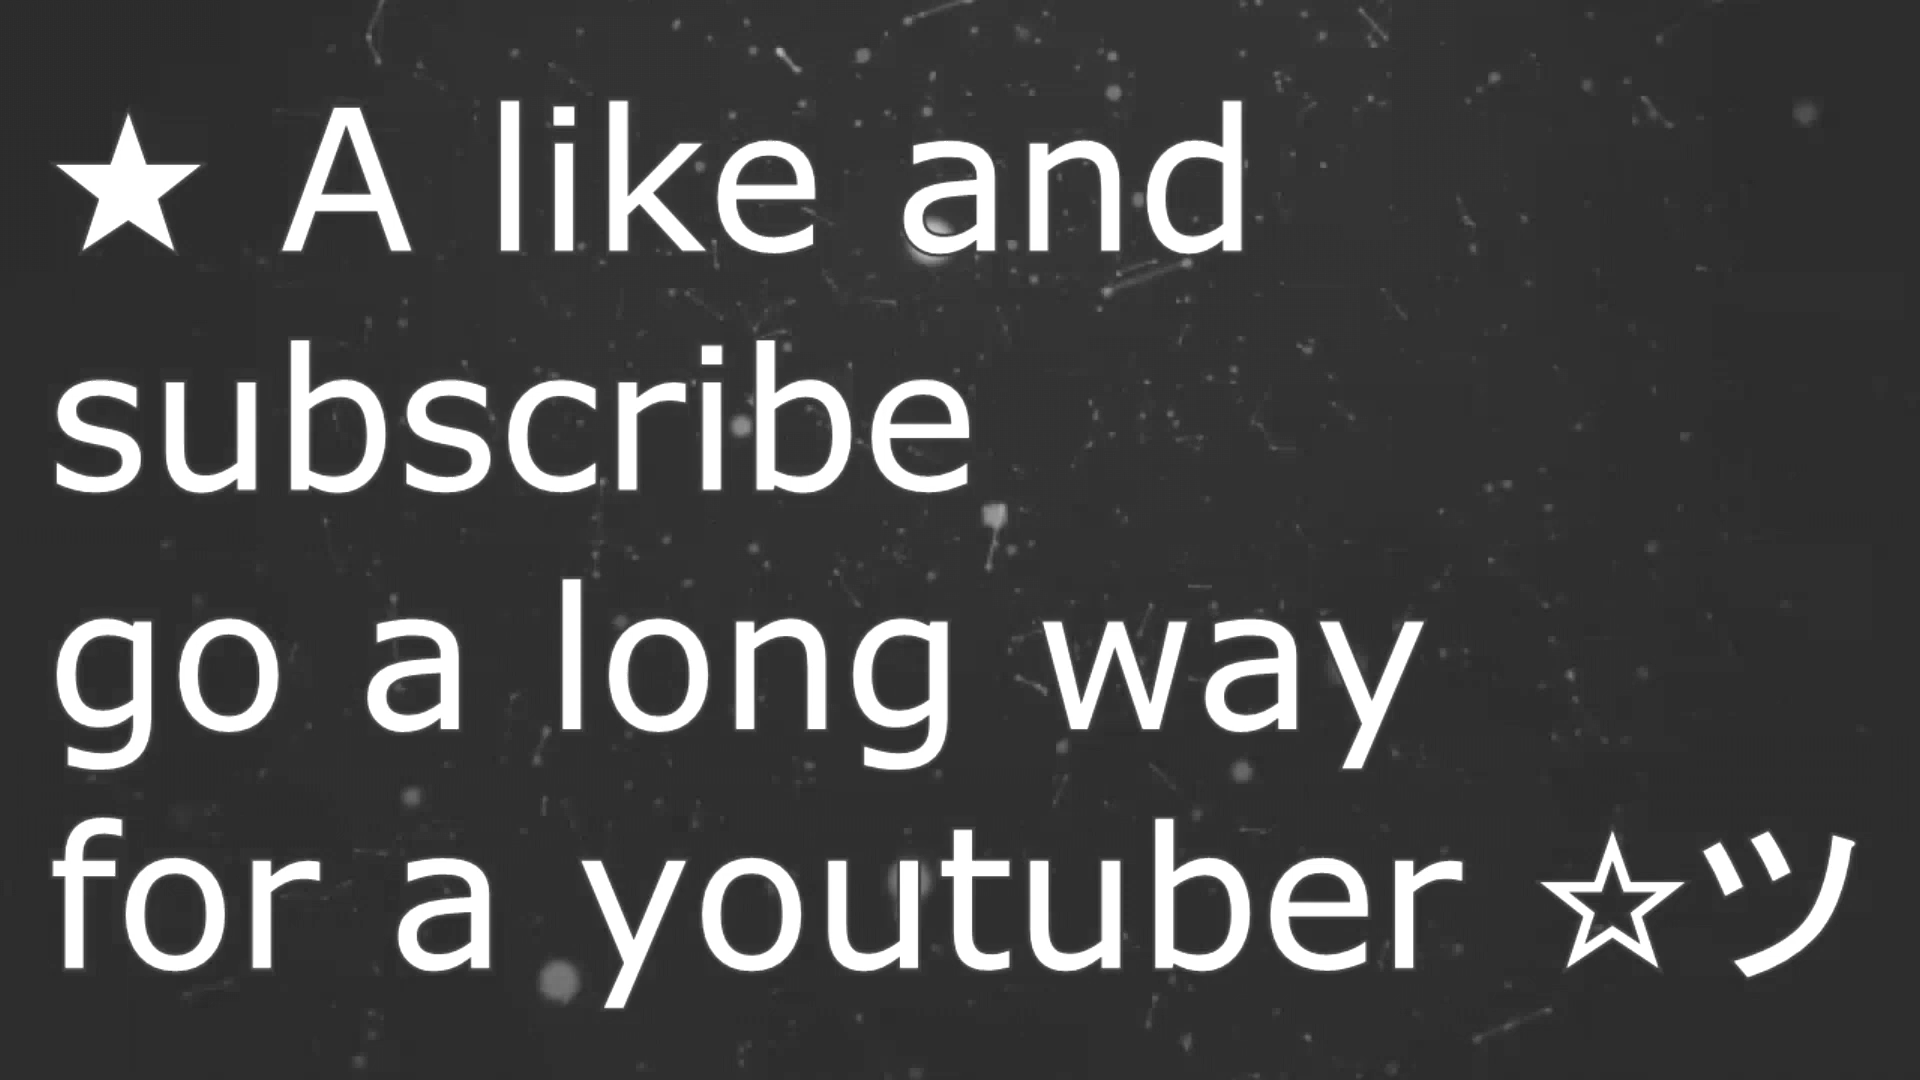 ★ A like and
subscribe
go a long way
for a youtuber ☆ツ